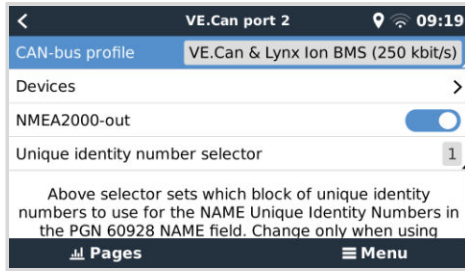 VE.Can port 2 09:19
CAN-bus profile VE.Can & Lynx Ion BMS (250 kbit/s)
Devices
NMEA2000-out
Unique identity number selector 1
Above selector sets which block of unique identity
numbers to use for the NAME Unique Identity Numbers in
the PGN 60928 NAME field. Change only when using
Pages Menu